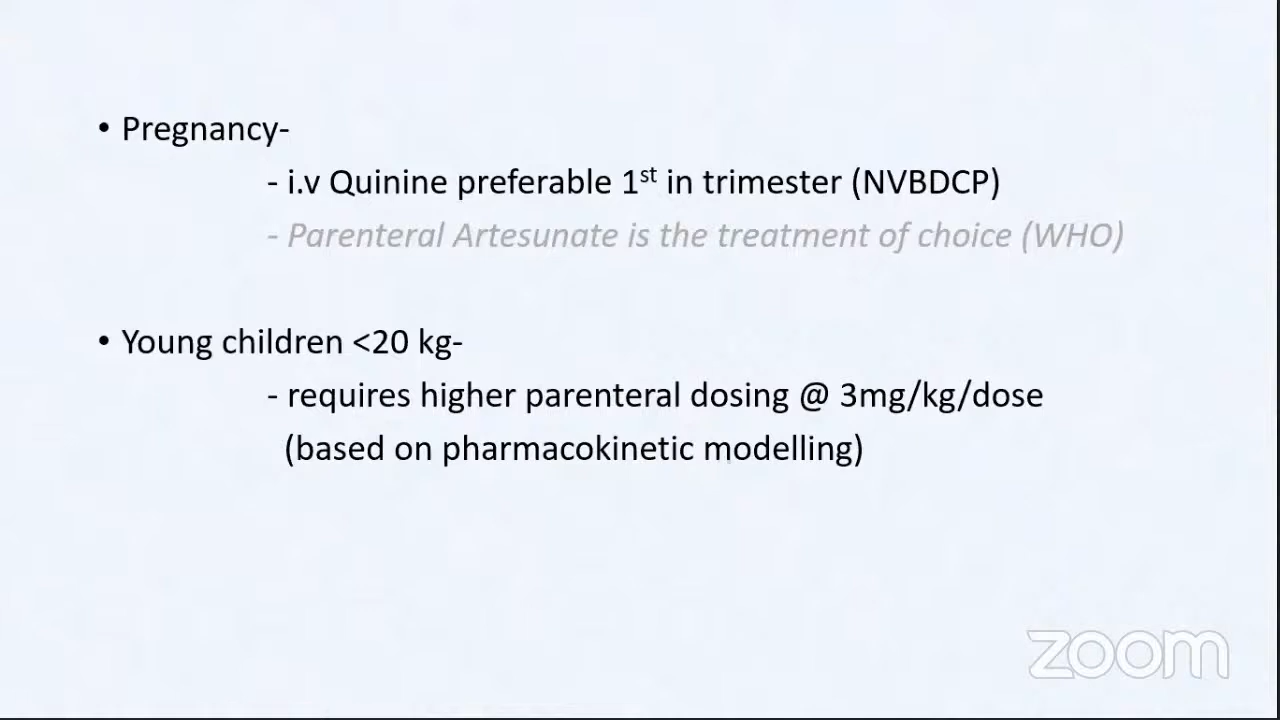 • Pregnancy-
- i.v Quinine preferable 1st in trimester (NVBDCP)
- Parenteral Artesunate is the treatment of choice (WHO)
• Young children <20 kg-
- requires higher parenteral dosing @ 3mg/kg/dose
(based on pharmacokinetic modelling)
zoom